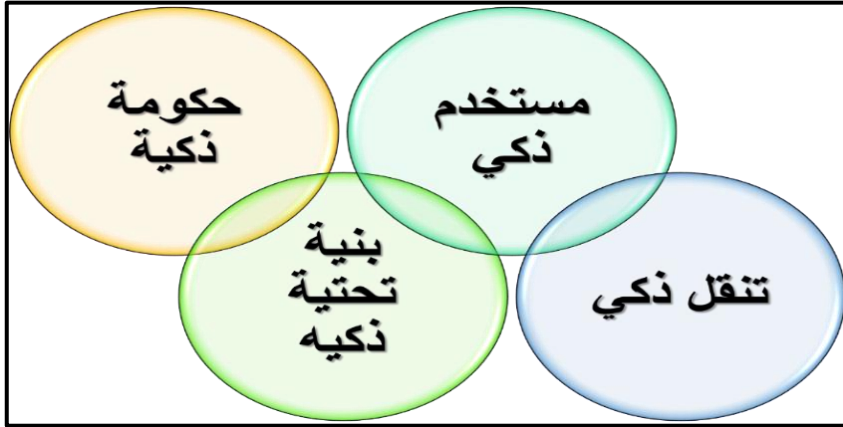 مستخدم
ذكي
حكومة
ذكية
تنقل ذكي
بنية
تحتية
ذكيه